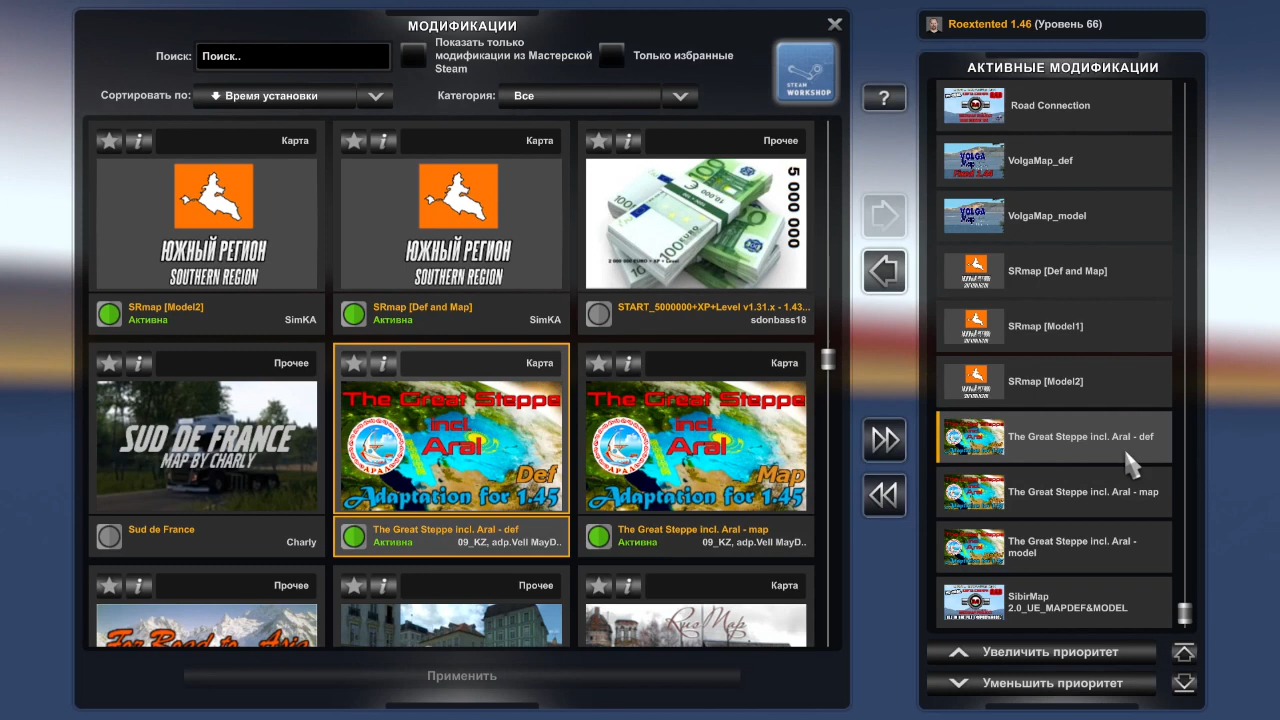 МОДИФИКАЦИИ
Поиск:
Поиск..
Показать только
модификации из Мастерской
Steam
Только избранные
STEAM
WORKSHOP
Сортировать по:
Время установки
Категория:
Все
Карта
ЮЖНЫЙ РЕГИОН
SOUTHERN REGION
SRmap [Model2]
Активна
SimKA
Карта
ЮЖНЫЙ РЕГИОН
SOUTHERN REGION
SRmap [Def and Map]
Активна
SimKA
Прочее
5 000 000
START_5000000+XP+Level v1.31.x - 1.43...
sdonbass18
Прочее
SUD DE FRANCE
MAP BY CHARLY
Sud de France
Charly
Карта
The Great Steppe
incl.
Aral
АРАЛ
Def
Adaptation for 1.45
The Great Steppe incl. Aral - def
Активна
09_KZ, adp.Vell MayD..
Карта
The Great Steppe
incl.
Aral
АРАЛ
Map
Adaptation for 1.45
The Great Steppe incl. Aral - map
Активна
09_KZ, adp.Vell MayD..
Прочее
Прочее
Карта
RusMap
Применить
?
Roextented 1.46 (Уровень 66)
АКТИВНЫЕ МОДИФИКАЦИИ
Road Connection
VolgaMap_def
VolgaMap_model
SRmap [Def and Map]
SRmap [Model1]
SRmap [Model2]
The Great Steppe incl. Aral - def
The Great Steppe incl. Aral - map
The Great Steppe incl. Aral -
model
SibirMap
2.0_UE_MAPDEF&MODEL
Увеличить приоритет
Уменьшить приоритет